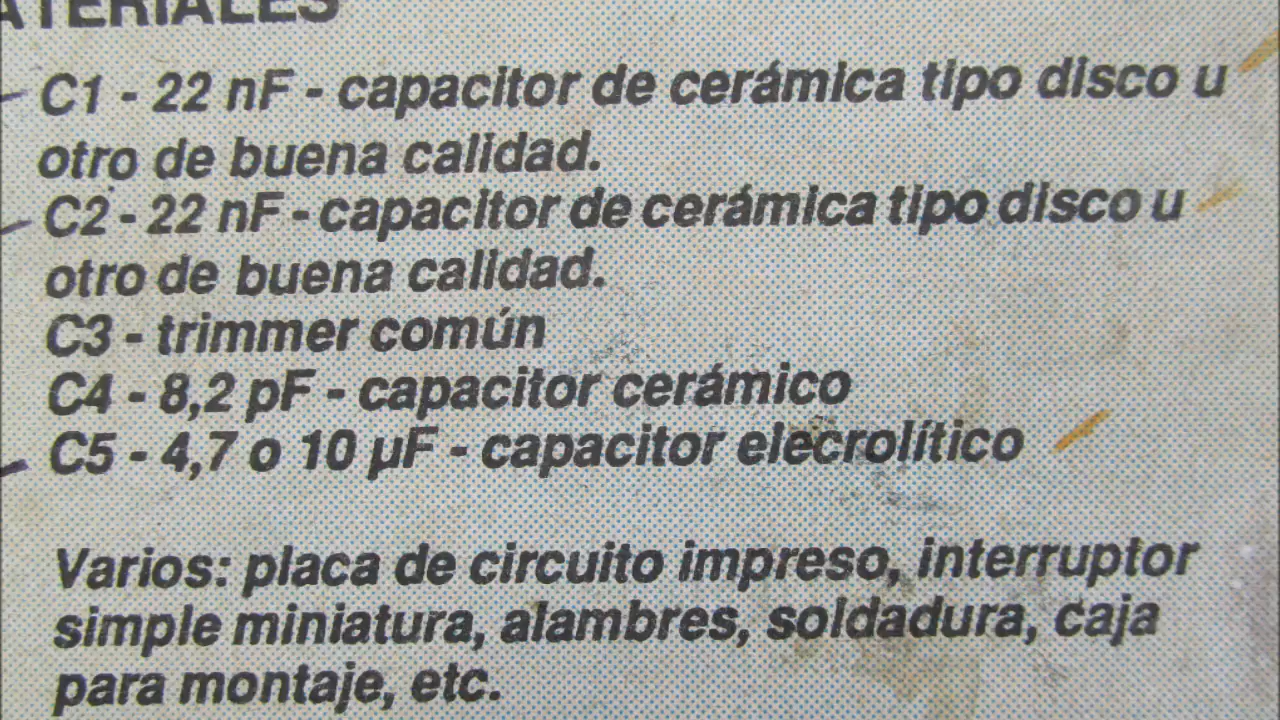 MATERIALES
C1 - 22 nF - capacitor de cerámica tipo disco u
otro de buena calidad.
C2 - 22 nF - capacitor de cerámica tipo disco u
otro de buena calidad.
C3 - trimmer común
C4 - 8,2 pF - capacitor cerámico
C5 - 4,7 o 10 µF - capacitor elecrolítico
Varios: placa de circuito impreso, interruptor
simple miniatura, alambres, soldadura, caja
para montaje, etc.